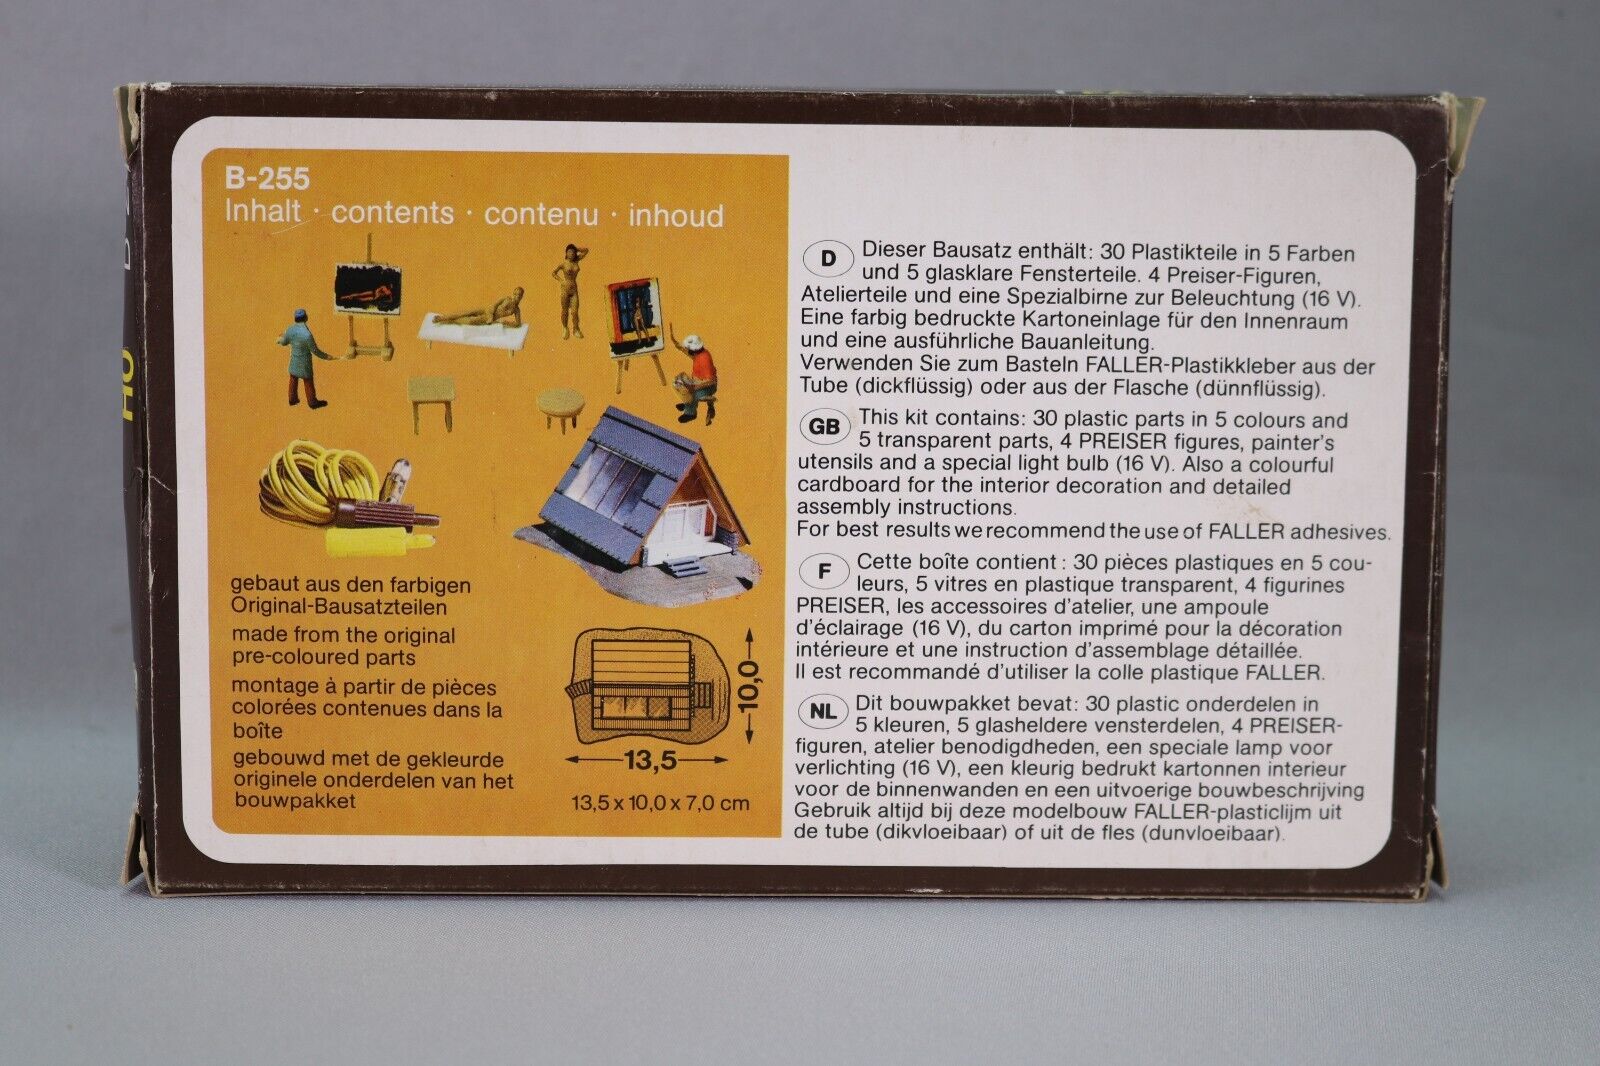 B-255
Inhalt · contents · contenu · inhoud
gebaut aus den farbigen
Original-Bausatzteilen
made from the original
pre-coloured parts
montage à partir de pièces
colorées contenues dans la
boîte
gebouwd met de gekleurde
originele onderdelen van het
bouwpakket
10,0
13,5
13,5 x 10,0 x 7,0 cm
D Dieser Bausatz enthält: 30 Plastikteile in 5 Farben
und 5 glasklare Fensterteile. 4 Preiser-Figuren,
Atelierteile und eine Spezialbirne zur Beleuchtung (16 V).
Eine farbig bedruckte Kartoneinlage für den Innenraum
und eine ausführliche Bauanleitung.
Verwenden Sie zum Basteln FALLER-Plastikkleber aus der
Tube (dickflüssig) oder aus der Flasche (dünnflüssig).
GB This kit contains: 30 plastic parts in 5 colours and
5 transparent parts, 4 PREISER figures, painter's
utensils and a special light bulb (16 V). Also a colourful
cardboard for the interior decoration and detailed
assembly instructions.
For best results we recommend the use of FALLER adhesives.
F Cette boîte contient : 30 pièces plastiques en 5 cou-
leurs, 5 vitres en plastique transparent, 4 figurines
PREISER, les accessoires d'atelier, une ampoule
d'éclairage (16 V), du carton imprimé pour la décoration
intérieure et une instruction d'assemblage détaillée.
Il est recommandé d'utiliser la colle plastique FALLER.
NL Dit bouwpakket bevat: 30 plastic onderdelen in
5 kleuren, 5 glasheldere vensterdelen, 4 PREISER-
figuren, atelier benodigdheden, een speciale lamp voor
verlichting (16 V), een kleurig bedrukt kartonnen interieur
voor de binnenwanden en een uitvoerige bouwbeschrijving
Gebruik altijd bij deze modelbouw FALLER-plasticlijm uit
de tube (dikvloeibaar) of uit de fles (dunvloeibaar).
HO